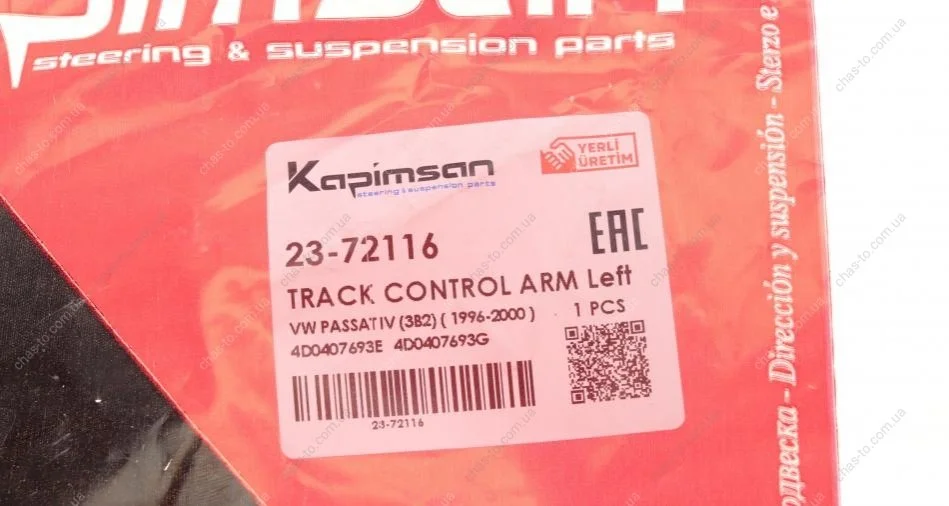 steering & suspension parts
Kapimsan
steering & suspension parts
YERLİ
ÜRETİM
23-72116
EAC
TRACK CONTROL ARM Left
VW PASSAT IV (3B2) ( 1996-2000 )
1 PCS
4D0407693E 4D0407693G
23-72116
- Dirección y suspensión - Sterzo e
chas-to.com.ua